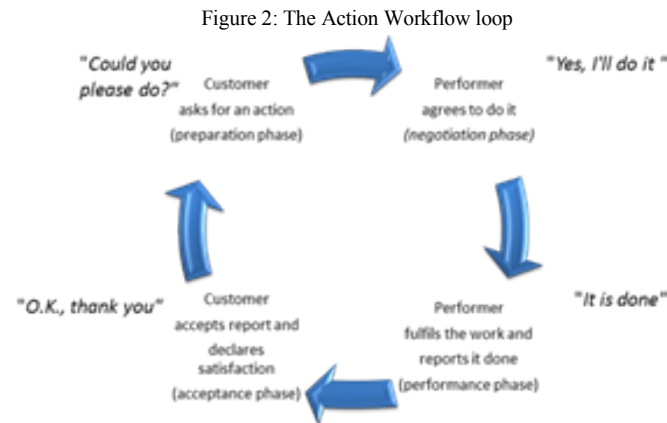 Figure 2: The Action Workflow loop
"Could you
please do?"
Customer
asks for an action
(preparation phase)
Performer
agrees to do it
(negotiation phase)
"Yes, I'll do it "
"O.K., thank you"
Customer
accepts report and
declares
satisfaction
(acceptance phase)
Performer
fulfils the work and
reports it done
(performance phase)
"It is done"